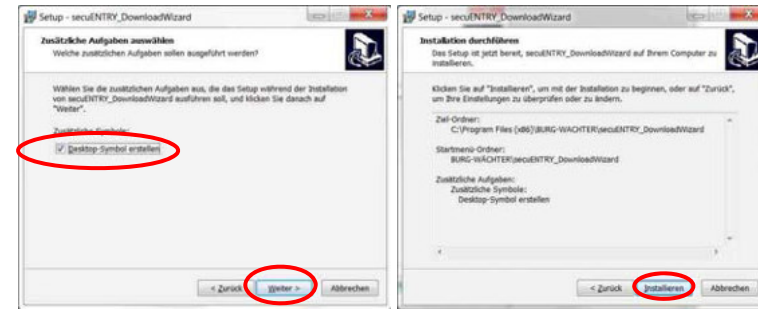 Setup - secuENTRY_DownloadWizard
Zusätzliche Aufgaben auswählen
Welche zusätzlichen Aufgaben sollen ausgeführt werden?
Wählen Sie die zusätzlichen Aufgaben aus, die das Setup während der Installation
von secuENTRY_DownloadWizard ausführen soll, und klicken Sie danach auf
"Weiter".
Zusätzliche Symbole:
Desktop-Symbol erstellen
< Zurück
Weiter >
Abbrechen
Setup - secuENTRY_DownloadWizard
Installation durchführen
Das Setup ist jetzt bereit, secuENTRY_DownloadWizard auf Ihrem Computer zu
installieren.
Klicken Sie auf "Installieren", um mit der Installation zu beginnen, oder auf "Zurück",
um Ihre Einstellungen zu überprüfen oder zu ändern.
Ziel-Ordner:
C:\Program Files (x86)\BURG-WACHTER\secuENTRY_DownloadWizard
Startmenü-Ordner:
BURG-WÄCHTER\secuENTRY_DownloadWizard
Zusätzliche Aufgaben:
Zusätzliche Symbole:
Desktop-Symbol erstellen
< Zurück
Installieren
Abbrechen